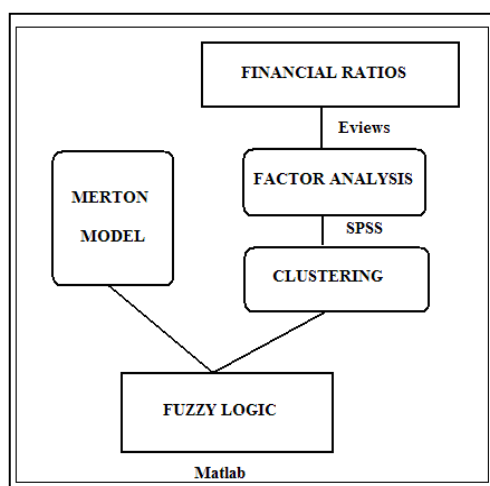 FINANCIAL RATIOS
Eviews
FACTOR ANALYSIS
MERTON
MODEL
SPSS
CLUSTERING
FUZZY LOGIC
Matlab